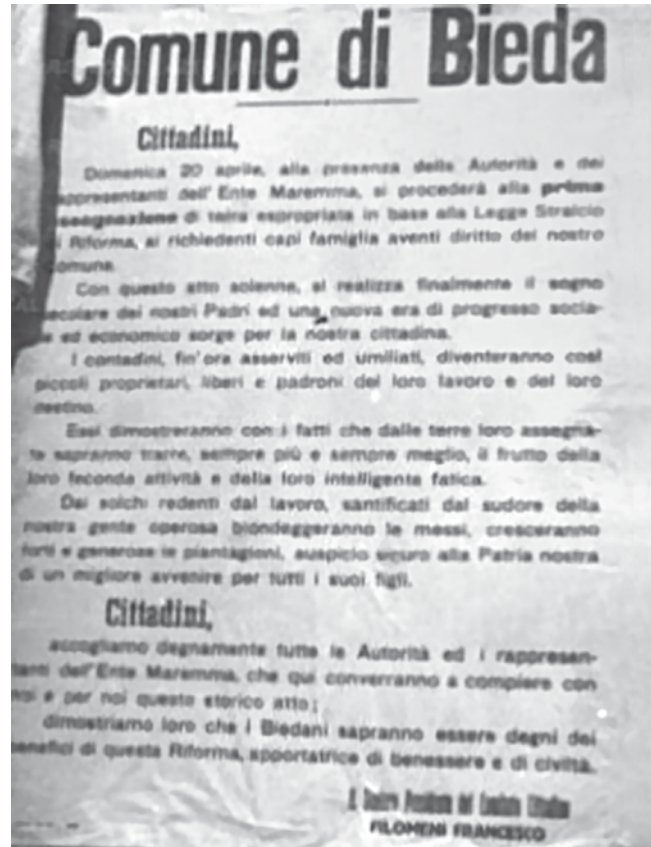 Comune di Bieda
Cittadini,
Domenica 20 aprile, alla presenza delle Autorità e dei
appresentanti dell'Ente Maremma, si procederà alla prima
ssegnazione di terra espropriata in base alla Legge Stralcio
i Riforma, ai richiedenti capi famiglia aventi diritto del nostro
omune.
Con questo atto solenne, si realizza finalmente il sogno
ecolare dei nostri Padri ed una nuova era di progresso socia-
e ed economico sorge per la nostra cittadina.
I contadini, fin'ora asserviti ed umiliati, diventeranno così
piccoli proprietari, liberi e padroni del loro lavoro e del loro
destino.
Essi dimostreranno con i fatti che dalle terre loro assegna-
te sapranno trarre, sempre più e sempre meglio, il frutto della
loro feconda attività e della loro intelligente fatica.
Dai solchi redenti dal lavoro, santificati dal sudore della
nostra gente operosa biondeggeranno le messi, cresceranno
forti e generose le piantagioni, auspicio sicuro alla Patria nostra
di un migliore avvenire per tutti i suoi figli.
Cittadini,
accogliamo degnamente tutte le Autorità ed i rappresen-
tanti dell'Ente Maremma, che qui converranno a compiere con
noi e per noi questo storico atto;
dimostriamo loro che i Biedani sapranno essere degni dei
benefici di questa Riforma, apportatrice di benessere e di civiltà.
Il Presidente del Cittadino
FILOMENI FRANCESCO